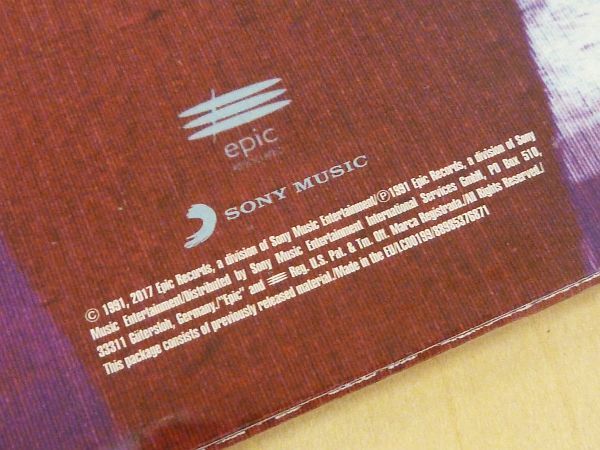 epic
SONY MUSIC
© 1991, 2017 Epic Records, a division of Sony Music Entertainment/℗1991 Epic Records, a division of Sony
Music Entertainment/Distributed by Sony Music Entertainment International Services GmbH, PO Box 510,
33311 Gütersloh, Germany./"Epic" and Reg. U.S. Pat. & Tm. Off. Marca Registrada/All Rights Reserved./
This package consists of previously released material./Made in the EU/LC00199/88985376871